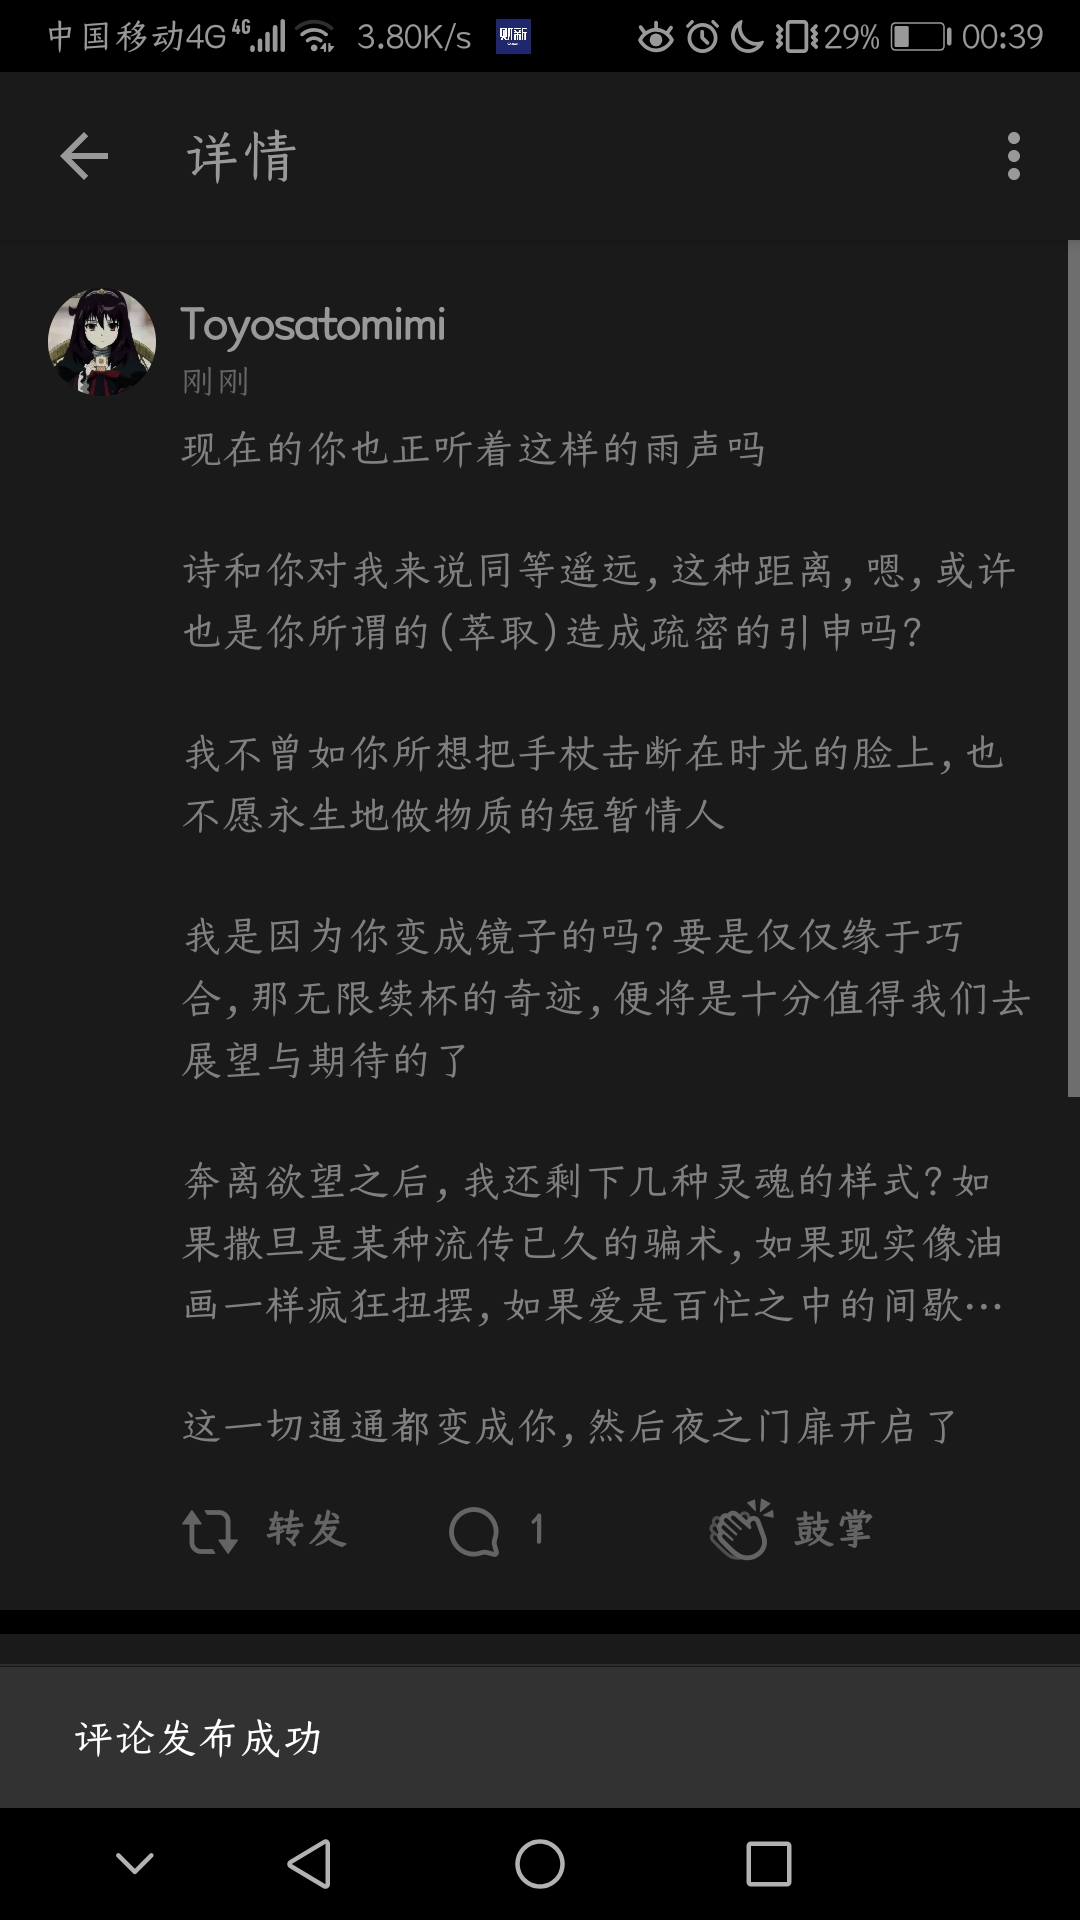 中国移动4G 4G 3.80K/s 财新 29% 00:39
详情
Toyosatomimi
刚刚
现在的你也正听着这样的雨声吗
诗和你对我来说同等遥远,这种距离,嗯,或许
也是你所谓的(萃取)造成疏密的引申吗?
我不曾如你所想把手杖击断在时光的脸上,也
不愿永生地做物质的短暂情人
我是因为你变成镜子的吗?要是仅仅缘于巧
合,那无限续杯的奇迹,便将是十分值得我们去
展望与期待的了
奔离欲望之后,我还剩下几种灵魂的样式?如
果撒旦是某种流传已久的骗术,如果现实像油
画一样疯狂扭摆,如果爱是百忙之中的间歇…
这一切通通都变成你,然后夜之门扉开启了
转发 1 鼓掌
评论发布成功